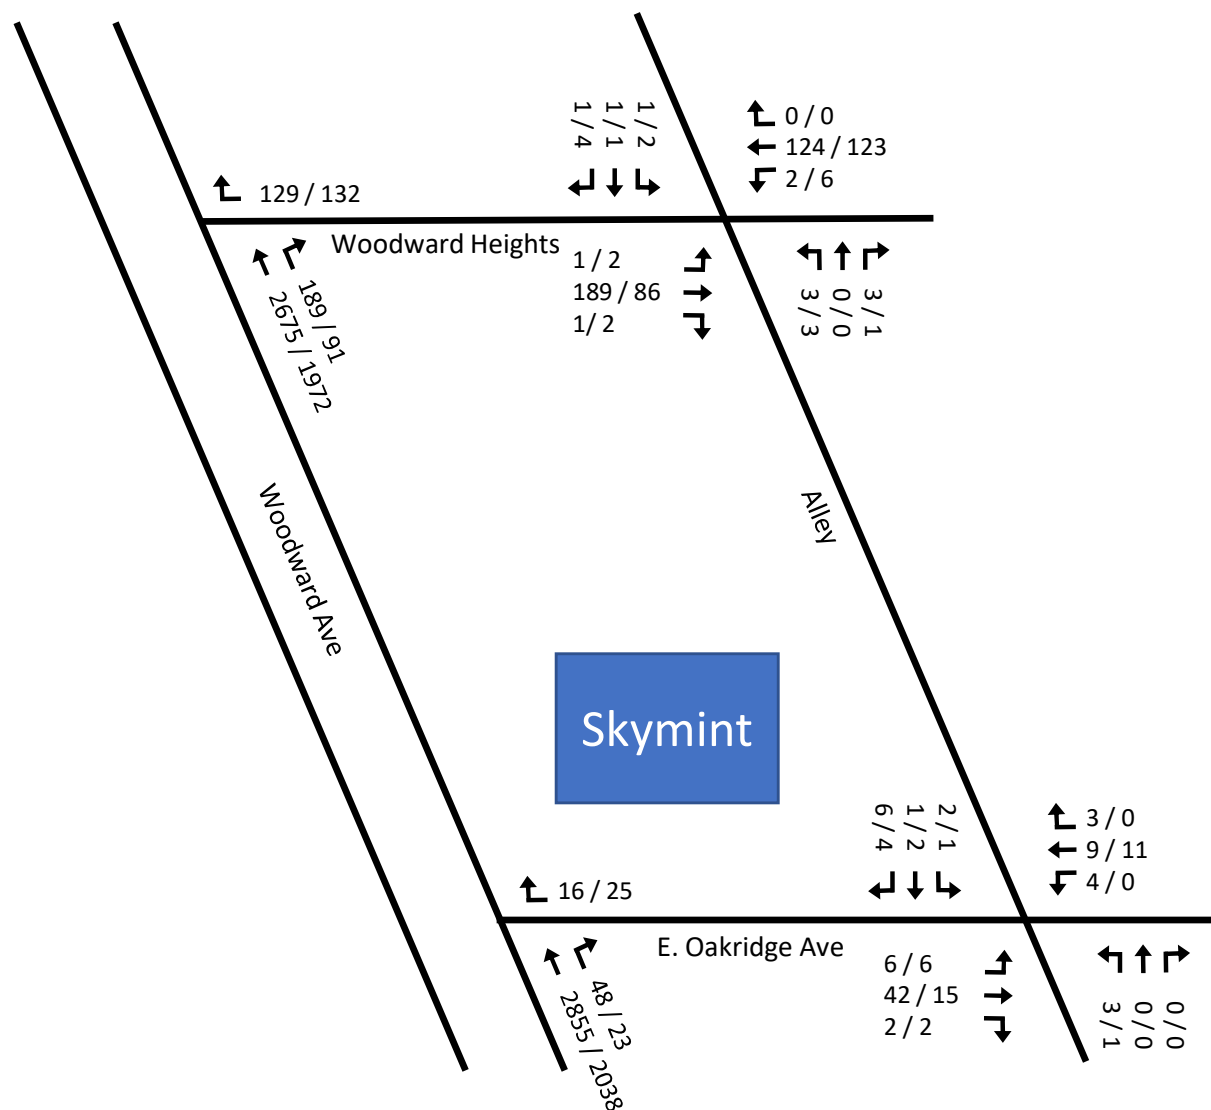 1 / 4
1 / 1
1 / 2
0 / 0
124 / 123
2 / 6
129 / 132
Woodward Heights
1 / 2
189 / 86
1/ 2
3 / 3
0 / 0
3 / 1
189 / 91
2675 / 1972
Woodward Ave
Alley
Skymint
6 / 4
1 / 2
2 / 1
3 / 0
9 / 11
4 / 0
16 / 25
E. Oakridge Ave
6 / 6
42 / 15
2 / 2
3 / 1
0 / 0
0 / 0
48 / 23
2855 / 2038